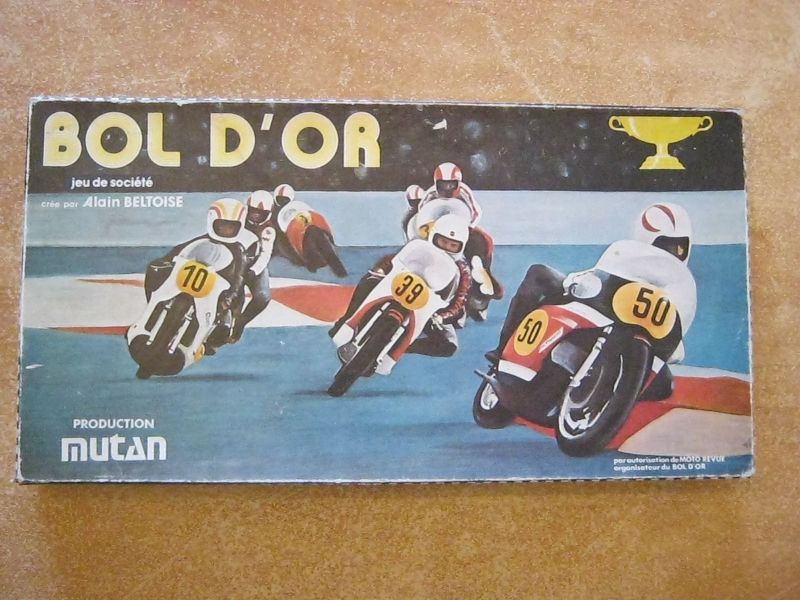 BOL D'OR
jeu de société
crée par Alain BELTOISE
10
39
50
50
PRODUCTION
mutan
par autorisation de MOTO REVUE
organisateur du BOL D'OR